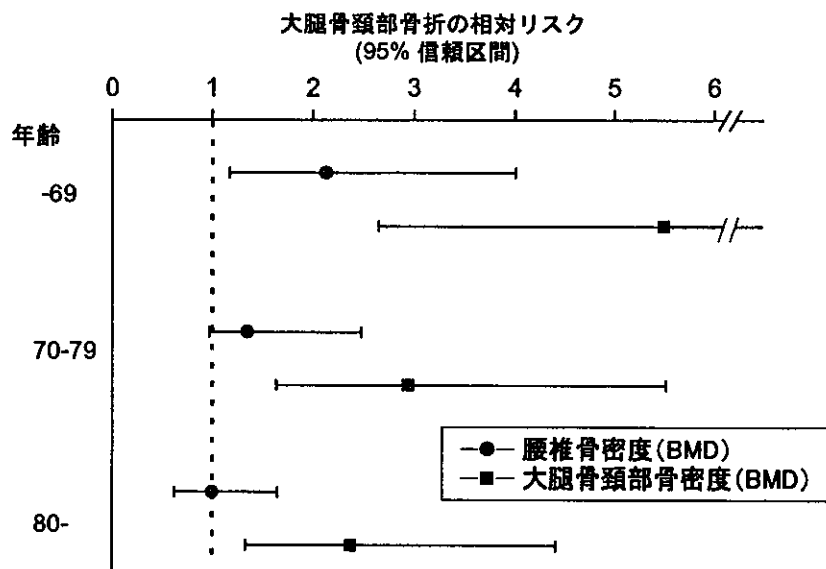 大腿骨頚部骨折の相対リスク
(95% 信頼区間)
0 1 2 3 4 5 6
年齢
-69
70-79
80-
腰椎骨密度(BMD)
大腿骨頚部骨密度(BMD)